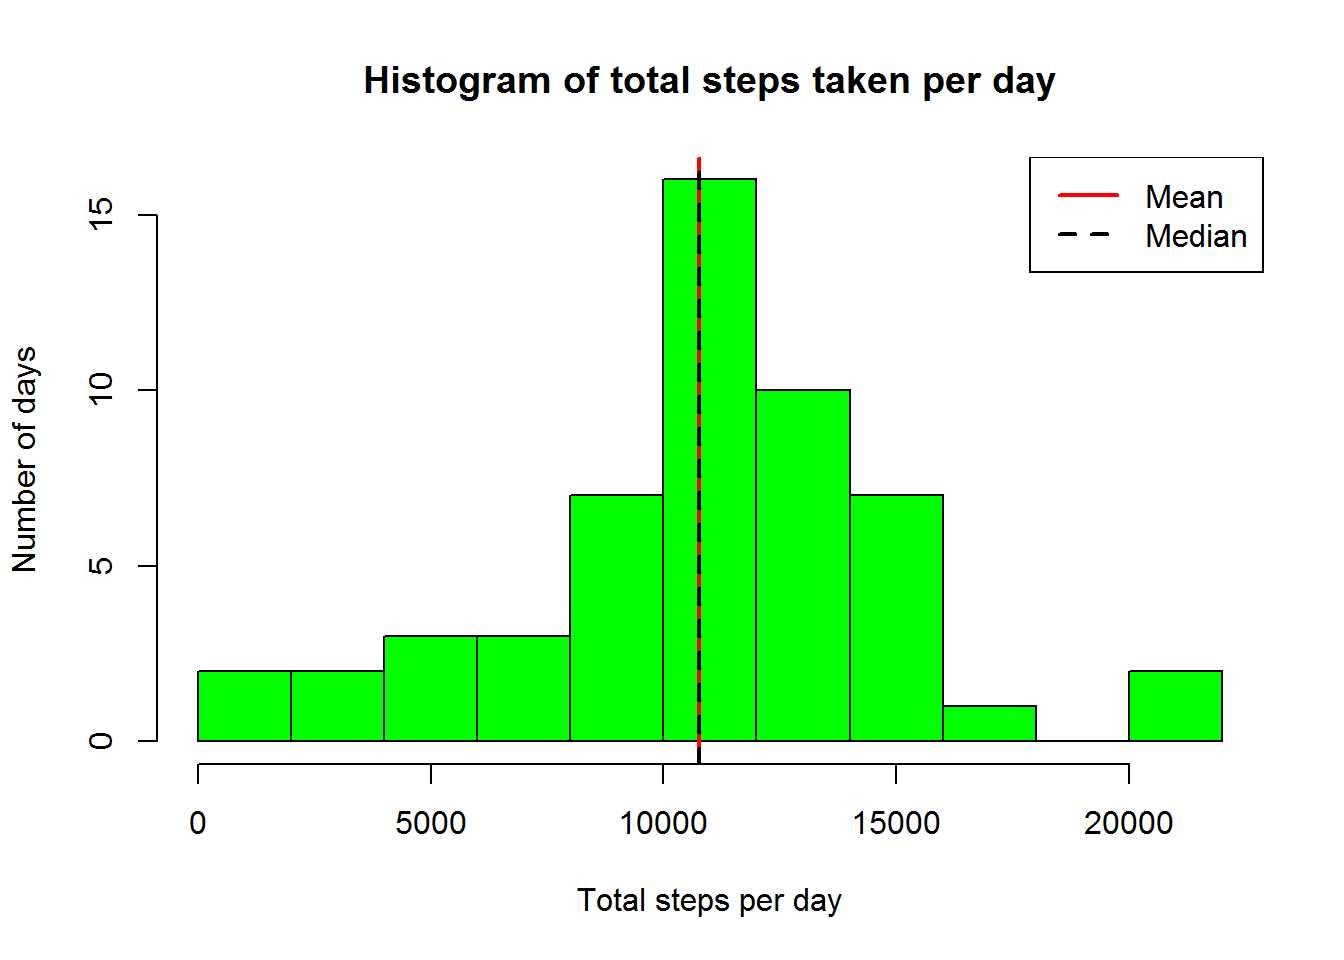 Histogram of total steps taken per day
Mean
Median
Number of days
15
10
5
0
0 5000 10000 15000 20000
Total steps per day